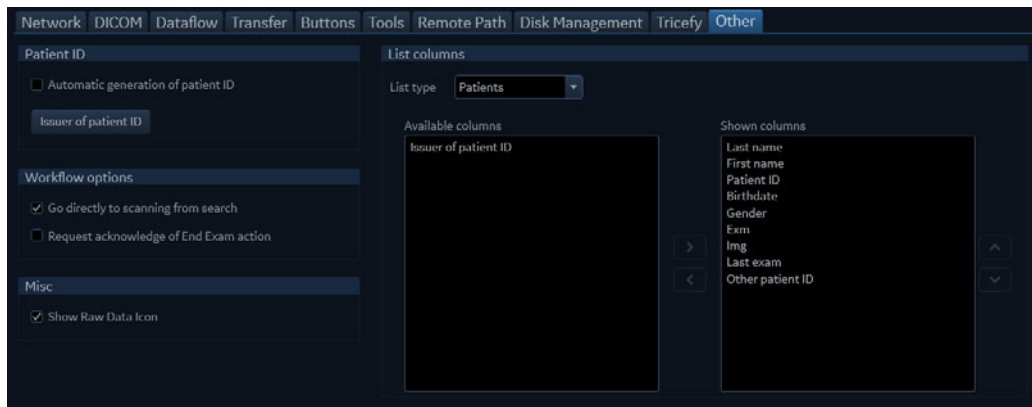 Network DICOM Dataflow Transfer Buttons Tools Remote Path Disk Management Tricefy Other
Patient ID
Automatic generation of patient ID
Issuer of patient ID
Workflow options
Go directly to scanning from search
Request acknowledge of End Exam action
Misc
Show Raw Data Icon
List columns
List type Patients
Available columns
Issuer of patient ID
Shown columns
Last name
First name
Patient ID
Birthdate
Gender
Exm
Img
Last exam
Other patient ID